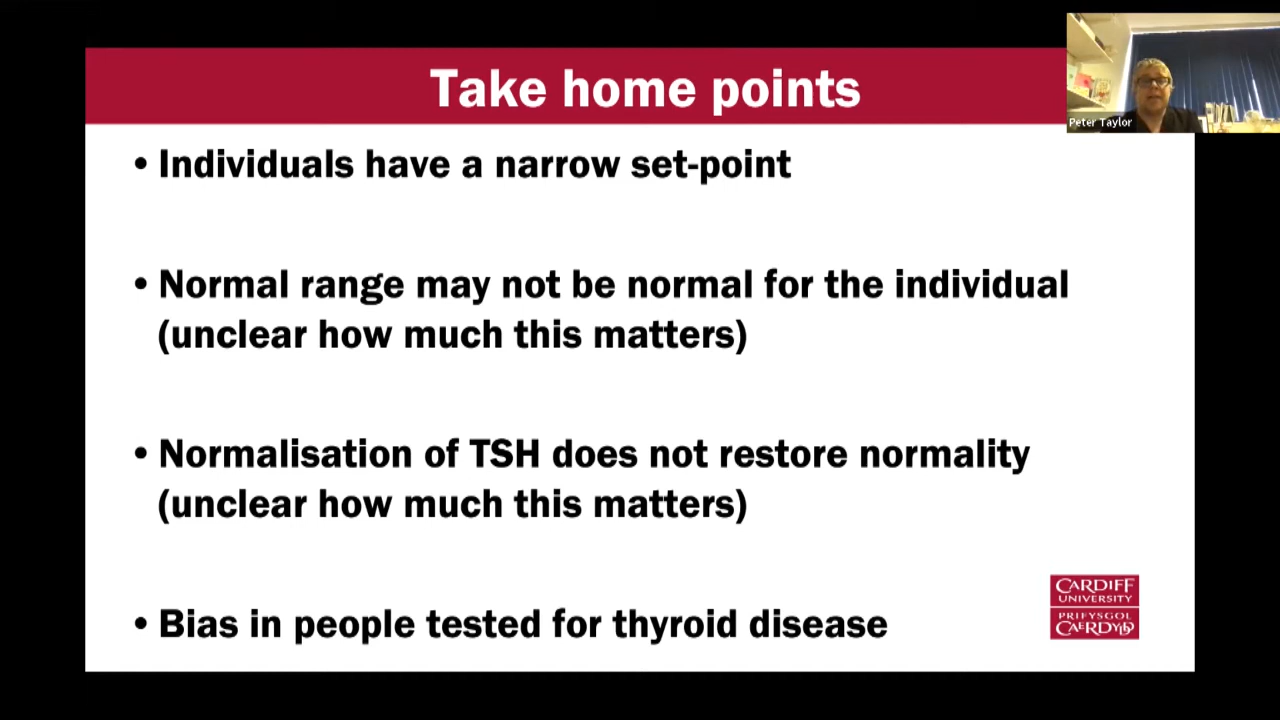 Take home points
Peter Taylor
• Individuals have a narrow set-point
• Normal range may not be normal for the individual
(unclear how much this matters)
• Normalisation of TSH does not restore normality
(unclear how much this matters)
• Bias in people tested for thyroid disease
CARDIFF
UNIVERSITY
PRIFYSGOL
CAERDYDD